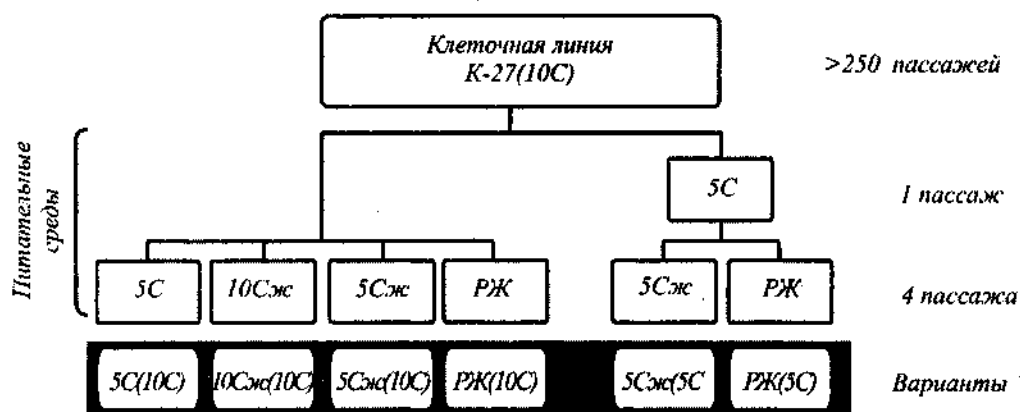 Клеточная линия
К-27(10С)
>250 пассажей
Питательные
среды
5С
1 пассаж
5С
10Сж
5Сж
РЖ
5Сж
РЖ
4 пассажа
5С(10С)
10Сж(10С)
5Сж(10С)
РЖ(10С)
5Сж(5С
РЖ(5С)
Варианты